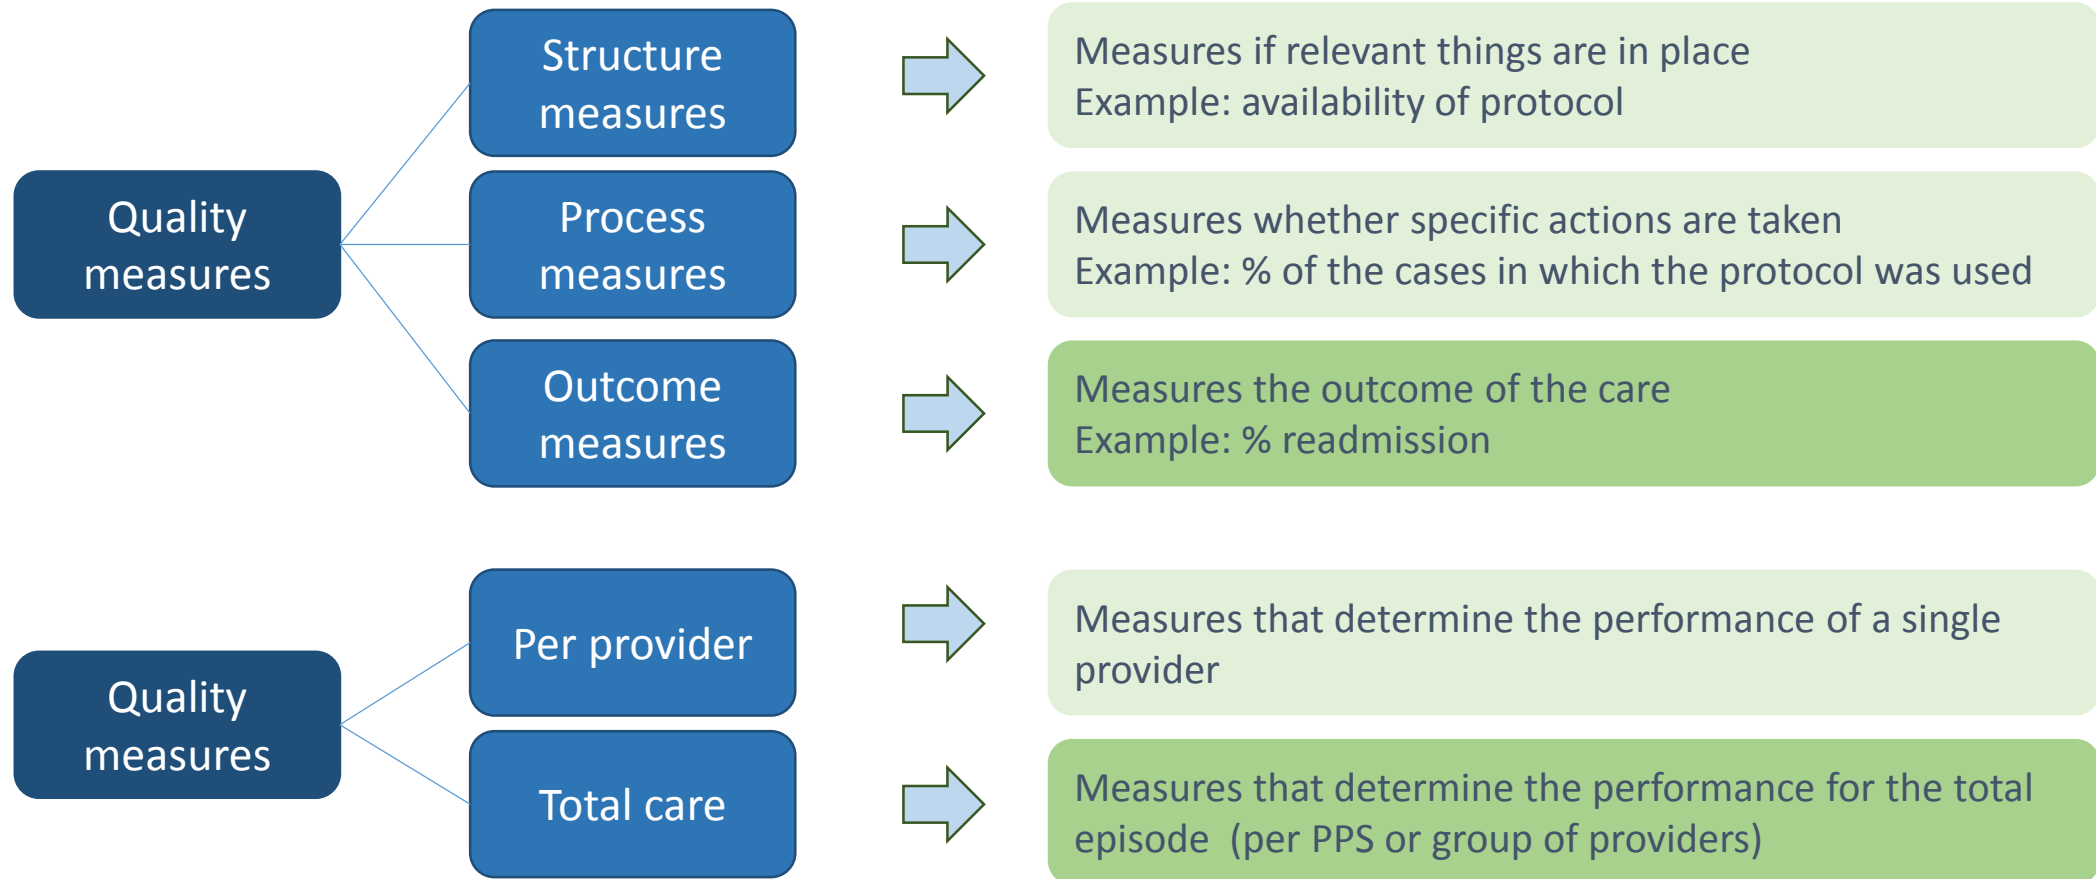 Quality
measures
Structure
measures
Measures if relevant things are in place
Example: availability of protocol
Process
measures
Measures whether specific actions are taken
Example: % of the cases in which the protocol was used
Outcome
measures
Measures the outcome of the care
Example: % readmission
Quality
measures
Per provider
Measures that determine the performance of a single
provider
Total care
Measures that determine the performance for the total
episode  (per PPS or group of providers)